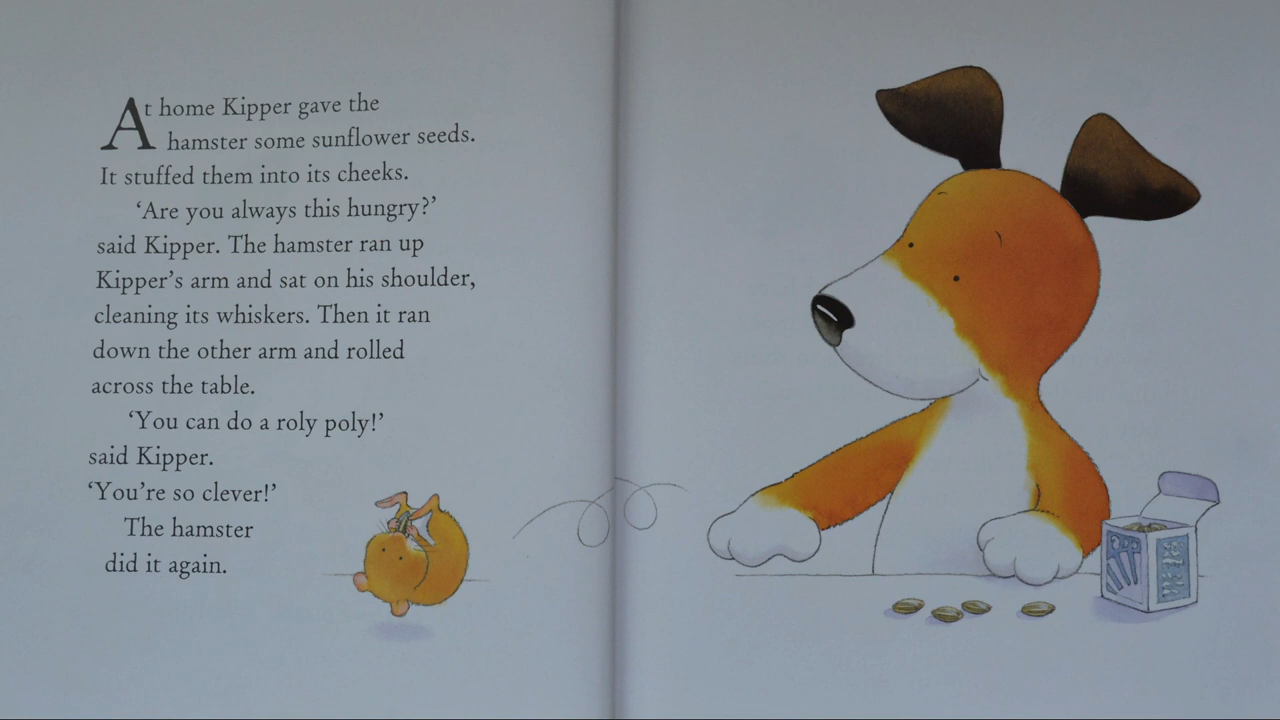 At home Kipper gave the
hamster some sunflower seeds.
It stuffed them into its cheeks.
‘Are you always this hungry?’
said Kipper. The hamster ran up
Kipper’s arm and sat on his shoulder,
cleaning its whiskers. Then it ran
down the other arm and rolled
across the table.
‘You can do a roly poly!’
said Kipper.
‘You’re so clever!’
The hamster
did it again.